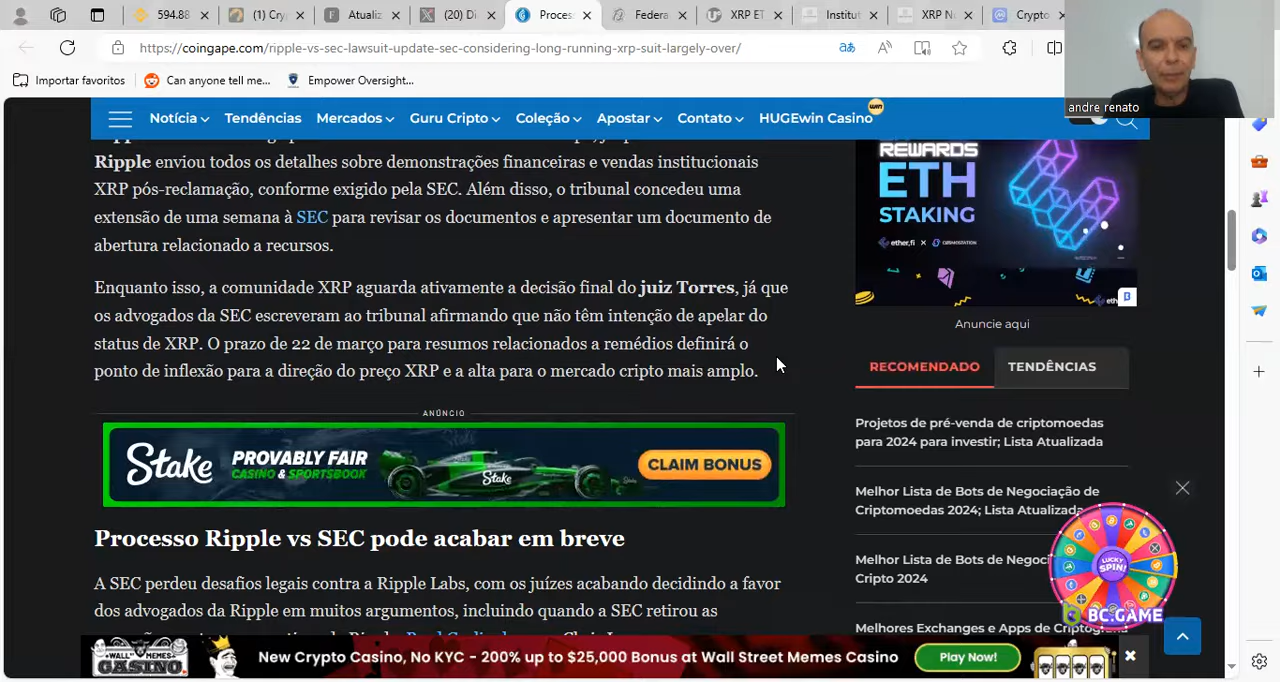 594.88
(1) Cry
Atualiz
(20) Di
Proces
Federa
XRP ET
Institut
XRP N
Crypto
https://coingape.com/ripple-vs-sec-lawsuit-update-sec-considering-long-running-xrp-suit-largely-over/
andre renato
Importar favoritos
Can anyone tell me...
Empower Oversight...
Notícia
Tendências
Mercados
Guru Cripto
Coleção
Apostar
Contato
HUGEwin Casino
win
Ripple enviou todos os detalhes sobre demonstrações financeiras e vendas institucionais
XRP pós-reclamação, conforme exigido pela SEC. Além disso, o tribunal concedeu uma
extensão de uma semana à SEC para revisar os documentos e apresentar um documento de
abertura relacionado a recursos.
Enquanto isso, a comunidade XRP aguarda ativamente a decisão final do juiz Torres, já que
os advogados da SEC escreveram ao tribunal afirmando que não têm intenção de apelar do
status de XRP. O prazo de 22 de março para resumos relacionados a remédios definirá o
ponto de inflexão para a direção do preço XRP e a alta para o mercado cripto mais amplo.
ANÚNCIO
Stake
PROVABLY FAIR
CASINO & SPORTSBOOK
Stake
CLAIM BONUS
Processo Ripple vs SEC pode acabar em breve
A SEC perdeu desafios legais contra a Ripple Labs, com os juízes acabando decidindo a favor
dos advogados da Ripple em muitos argumentos, incluindo quando a SEC retirou as
REWARDS
ETH
STAKING
ether.fi x
Anuncie aqui
RECOMENDADO
TENDÊNCIAS
Projetos de pré-venda de criptomoedas
para 2024 para investir; Lista Atualizada
Melhor Lista de Bots de Negociação de
Criptomoedas 2024; Lista Atualizada
Melhor Lista de Bots de Negoci
Cripto 2024
Melhores Exchanges e Apps de Criptogra
LUCKY
SPIN!
BC.GAME
WALL STREET
MEMES
CASINO
New Crypto Casino, No KYC - 200% up to $25,000 Bonus at Wall Street Memes Casino
Play Now!